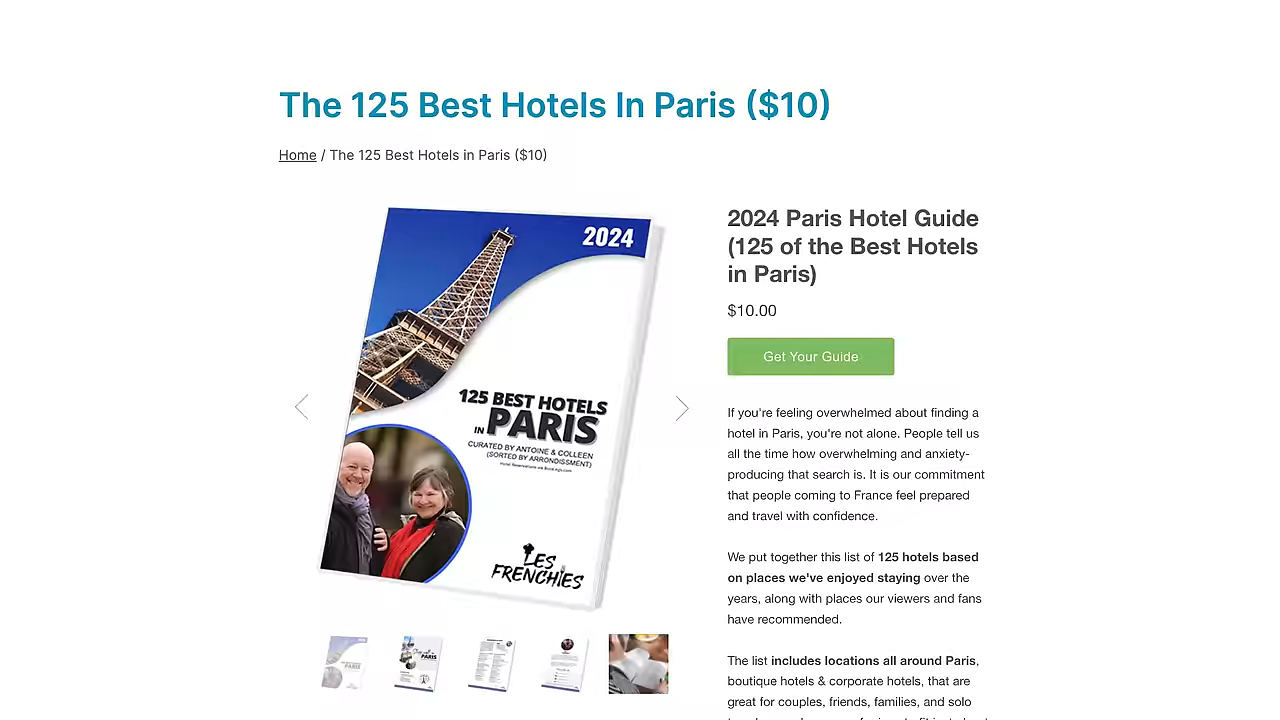 The 125 Best Hotels In Paris ($10)
Home / The 125 Best Hotels in Paris ($10)
2024
125 BEST HOTELS
IN PARIS
CURATED BY ANTOINE & COLLEEN
(SORTED BY ARRONDISSMENT)
LES
FRENCHIES
2024 Paris Hotel Guide
(125 of the Best Hotels
in Paris)
$10.00
Get Your Guide
If you're feeling overwhelmed about finding a
hotel in Paris, you're not alone. People tell us
all the time how overwhelming and anxiety-
producing that search is. It is our commitment
that people coming to France feel prepared
and travel with confidence.
We put together this list of 125 hotels based
on places we've enjoyed staying over the
years, along with places our viewers and fans
have recommended.
The list includes locations all around Paris,
boutique hotels & corporate hotels, that are
great for couples, friends, families, and solo